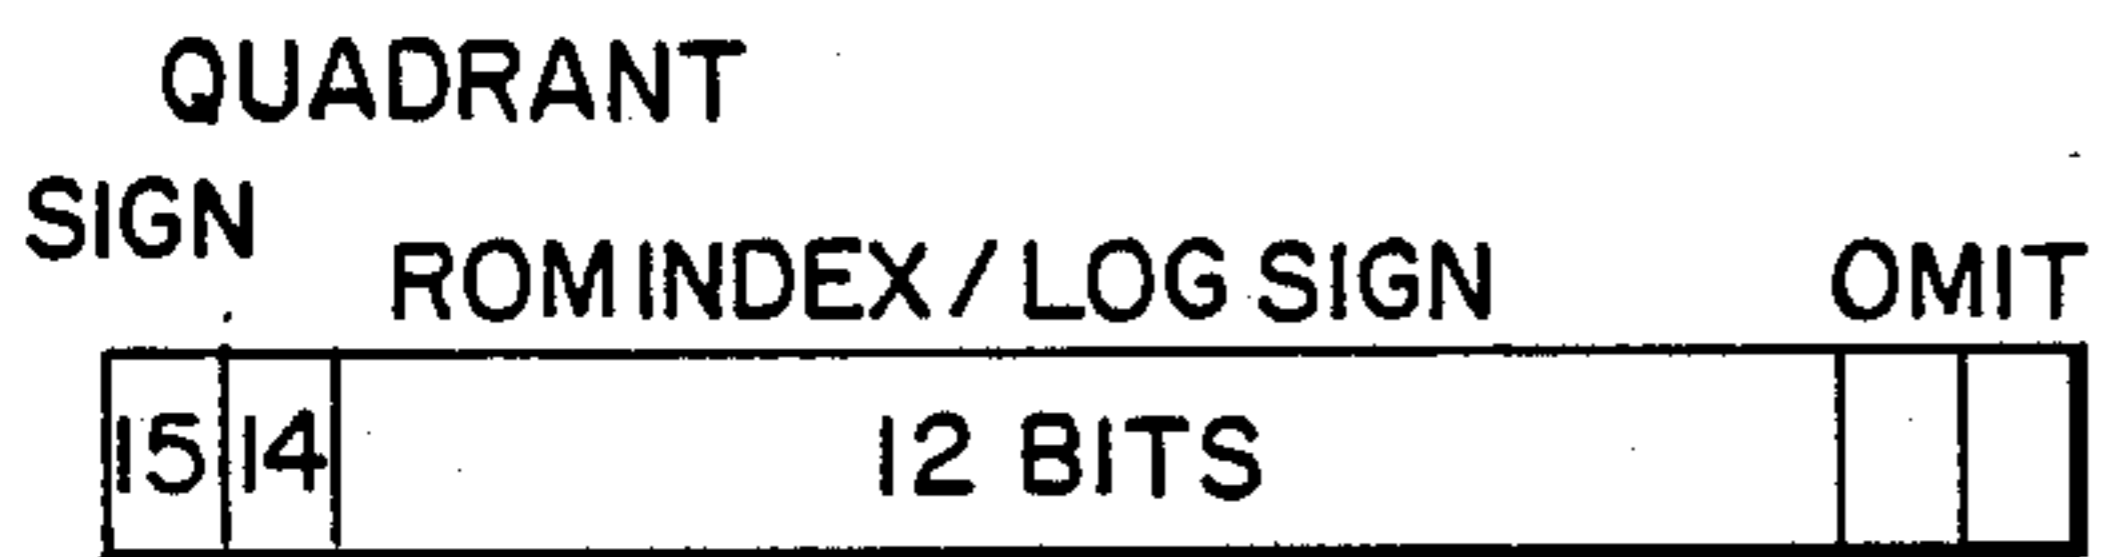 QUADRANT
SIGN
ROM INDEX / LOG SIGN OMIT
15 14 12 BITS